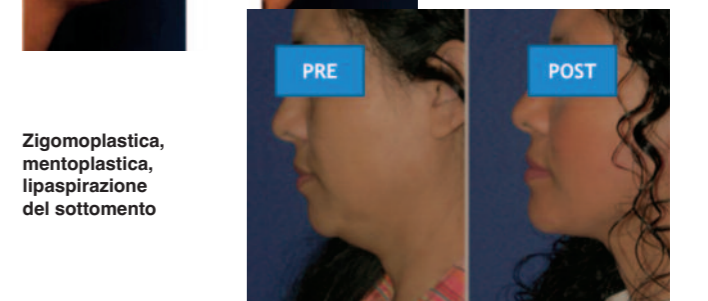 PRE
POST
Zigomoplastica,
mentoplastica,
lipaspirazione
del sottomento